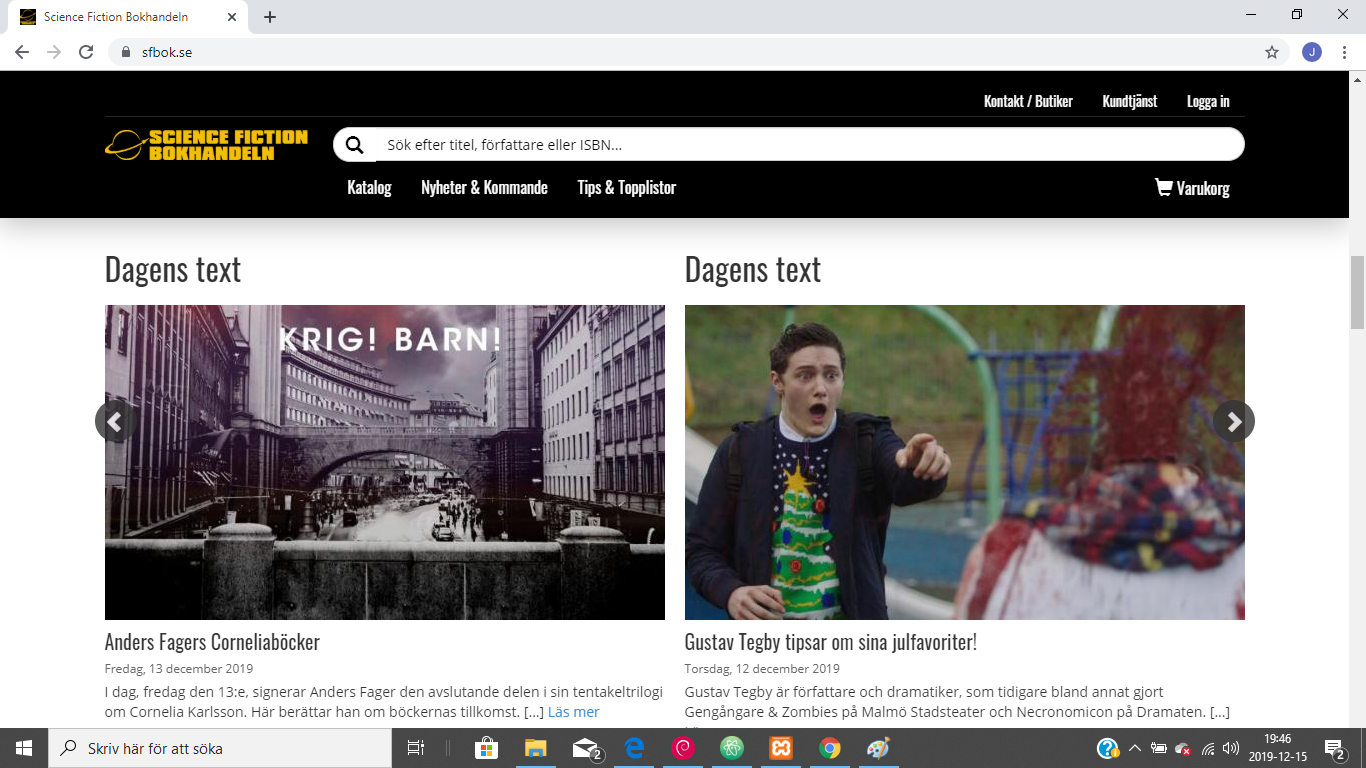 Science Fiction Bokhandeln
sfbok.se
J
Kontakt / Butiker Kundtjänst Logga in
SCIENCE FICTION
BOKHANDELN
Sök efter titel, författare eller ISBN...
Katalog Nyheter & Kommande Tips & Topplistor Varukorg
Dagens text
KRIG! BARN!
Anders Fagers Corneliaböcker
Fredag, 13 december 2019
I dag, fredag den 13:e, signerar Anders Fager den avslutande delen i sin tentakeltrilogi
om Cornelia Karlsson. Här berättar han om böckernas tillkomst. [...] Läs mer
Dagens text
Gustav Tegby tipsar om sina julfavoriter!
Torsdag, 12 december 2019
Gustav Tegby är författare och dramatiker, som tidigare bland annat gjort
Gengångare & Zombies på Malmö Stadsteater och Necronomicon på Dramaten. [...]
Skriv här för att söka
2
19:46
2019-12-15
2